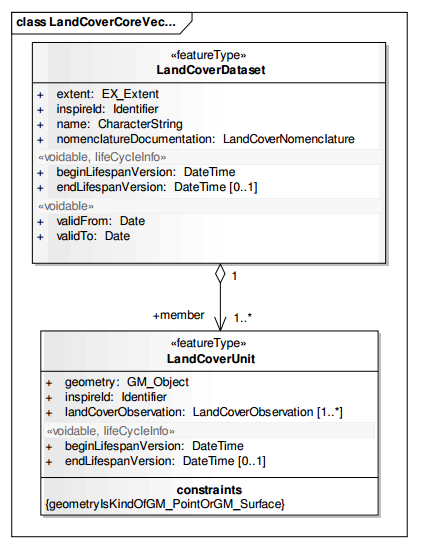 class LandCoverCoreVec...
«featureType»
LandCoverDataset
+ extent: EX_Extent
+ inspireId: Identifier
+ name: CharacterString
+ nomenclatureDocumentation: LandCoverNomenclature
«voidable, lifeCycleInfo»
+ beginLifespanVersion: DateTime
+ endLifespanVersion: DateTime [0..1]
«voidable»
+ validFrom: Date
+ validTo: Date
1
+member
1..*
«featureType»
LandCoverUnit
+ geometry: GM_Object
+ inspireId: Identifier
+ landCoverObservation: LandCoverObservation [1..*]
«voidable, lifeCycleInfo»
+ beginLifespanVersion: DateTime
+ endLifespanVersion: DateTime [0..1]
constraints
{geometryIsKindOfGM_PointOrGM_Surface}